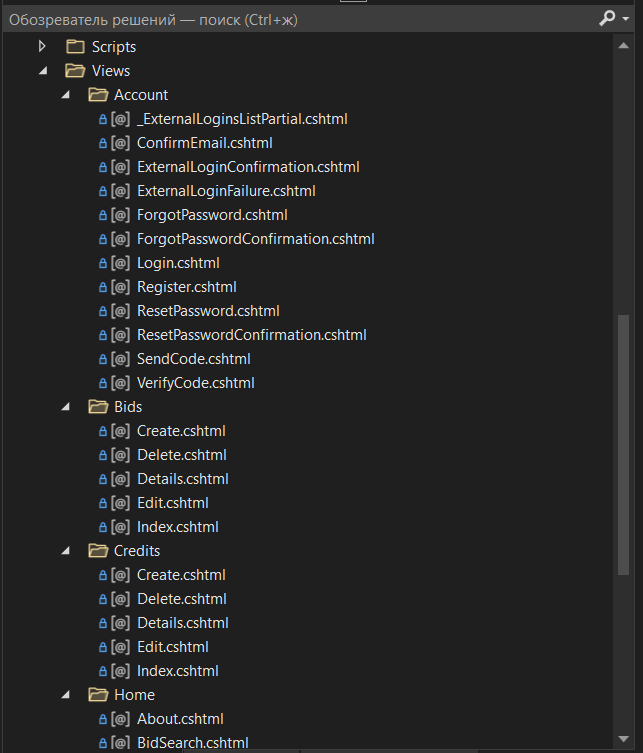 Обозреватель решений — поиск (Ctrl+ж)
Scripts
Views
Account
_ExternalLoginsListPartial.cshtml
ConfirmEmail.cshtml
ExternalLoginConfirmation.cshtml
ExternalLoginFailure.cshtml
ForgotPassword.cshtml
ForgotPasswordConfirmation.cshtml
Login.cshtml
Register.cshtml
ResetPassword.cshtml
ResetPasswordConfirmation.cshtml
SendCode.cshtml
VerifyCode.cshtml
Bids
Create.cshtml
Delete.cshtml
Details.cshtml
Edit.cshtml
Index.cshtml
Credits
Create.cshtml
Delete.cshtml
Details.cshtml
Edit.cshtml
Index.cshtml
Home
About.cshtml
BidSearch.cshtml